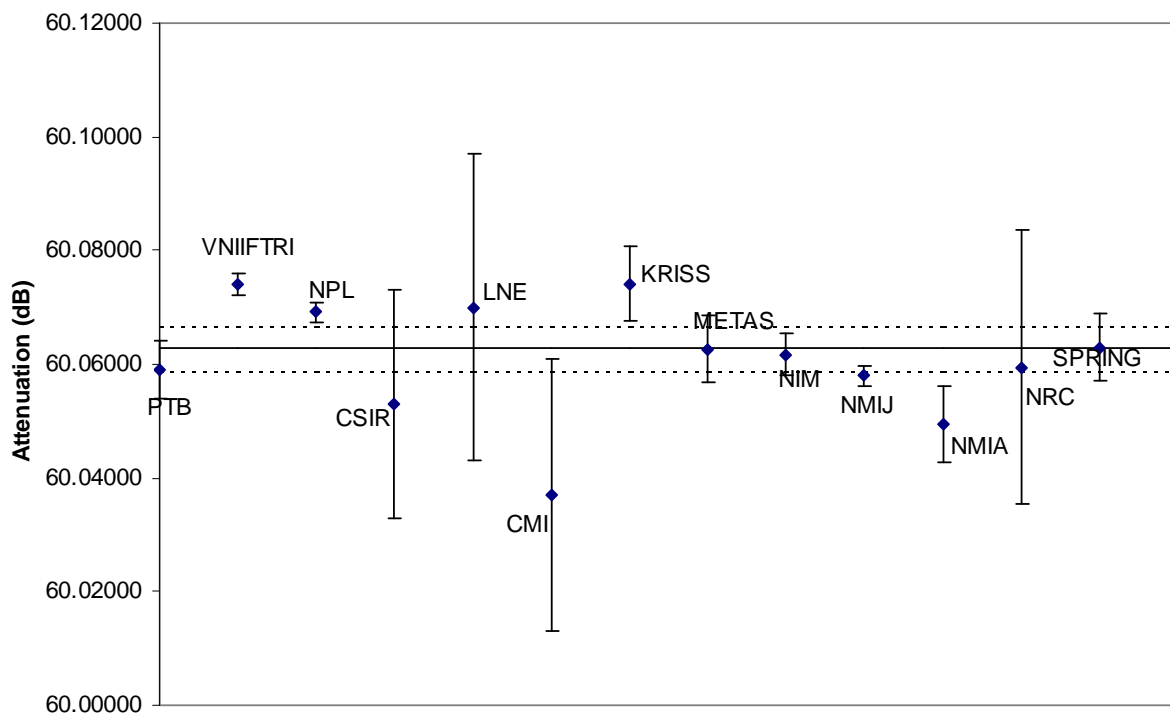 60.12000
60.10000
60.08000
60.06000
60.04000
60.02000
60.00000
Attenuation (dB)
PTB
VNIIFTRI
NPL
CSIR
LNE
CMI
KRISS
METAS
NIM
NMIJ
NMIA
NRC
SPRING